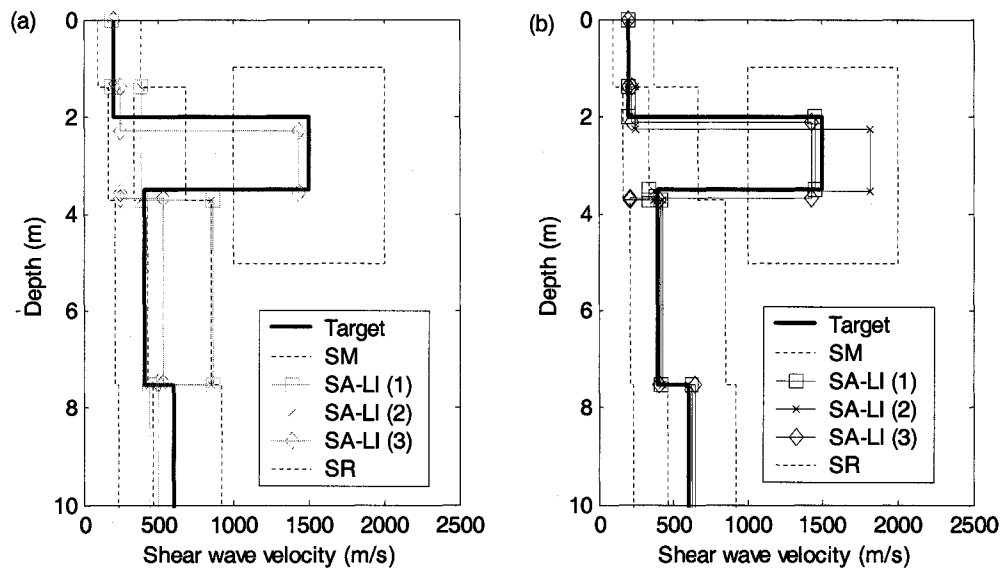 (a)
0
2
4
6
8
10
Depth (m)
0 500 1000 1500 2000 2500
Shear wave velocity (m/s)
Target
SM
SA-LI (1)
SA-LI (2)
SA-LI (3)
SR
(b)
0
2
4
6
8
10
Depth (m)
0 500 1000 1500 2000 2500
Shear wave velocity (m/s)
Target
SM
SA-LI (1)
SA-LI (2)
SA-LI (3)
SR